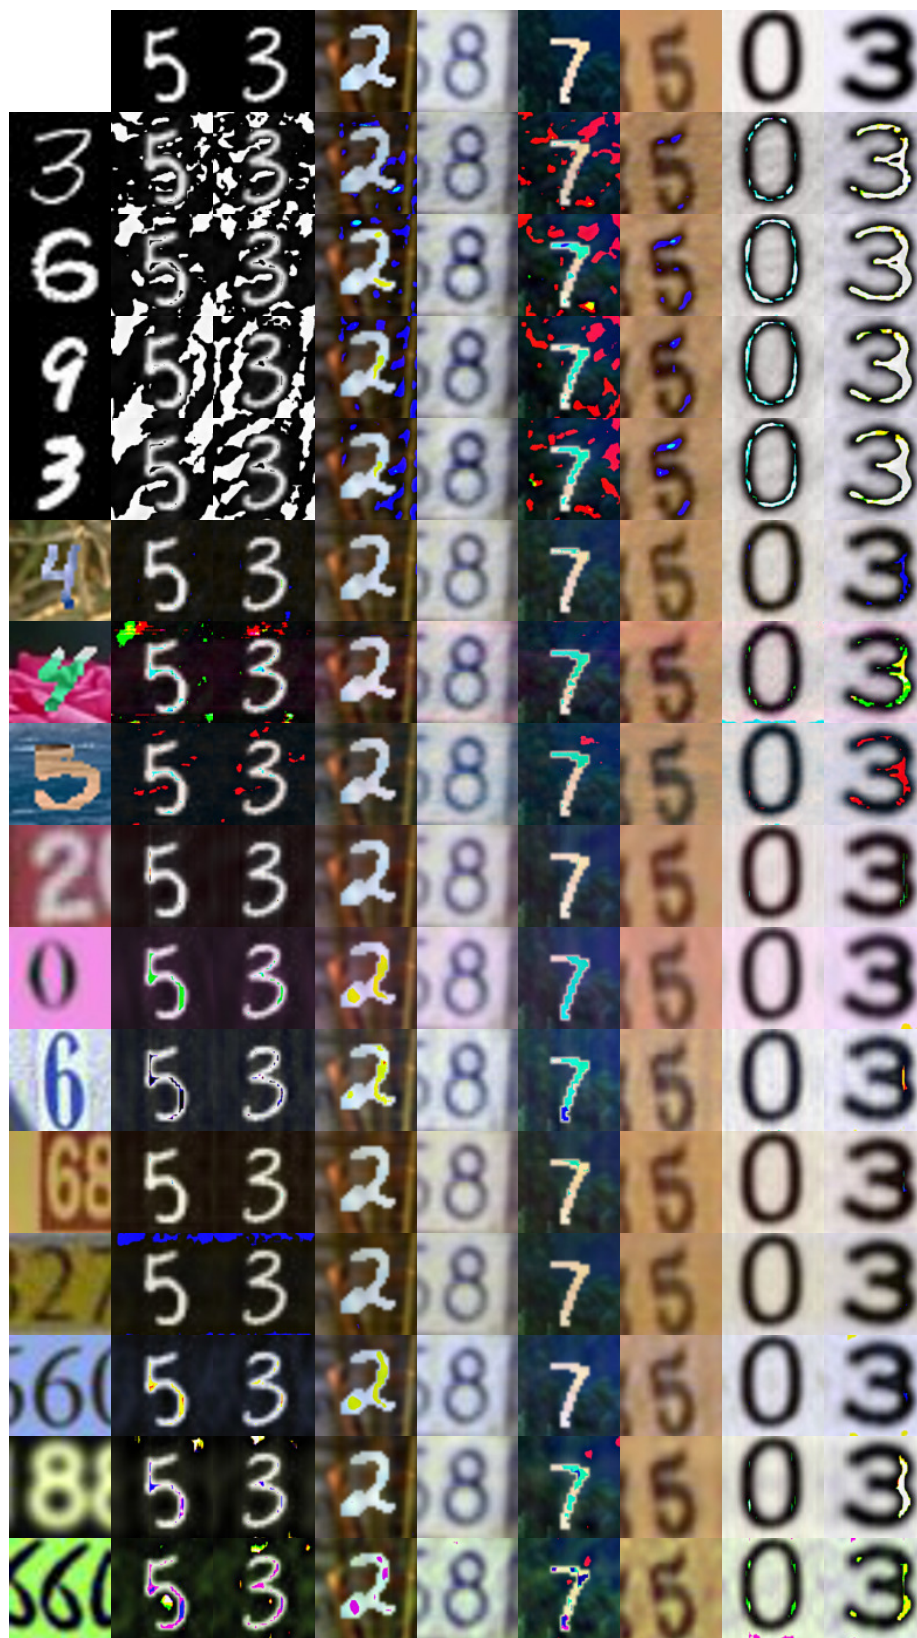 5 3 2 8 7 5 0 3
3 5 3 2 8 7 5 0 3
6 5 3 2 8 7 5 0 3
9 5 3 2 8 7 5 0 3
3 5 3 2 8 7 5 0 3
4 5 3 2 8 7 5 0 3
5 3 2 8 7 5 0 3
5 5 3 2 8 7 5 0 3
2 5 3 2 8 7 5 0 3
0 5 3 2 8 7 5 0 3
6 5 3 2 8 7 5 0 3
68 5 3 2 8 7 5 0 3
327 5 3 2 8 7 5 0 3
560 5 3 2 8 7 5 0 3
88 5 3 2 8 7 5 0 3
660 5 3 2 8 7 5 0 3